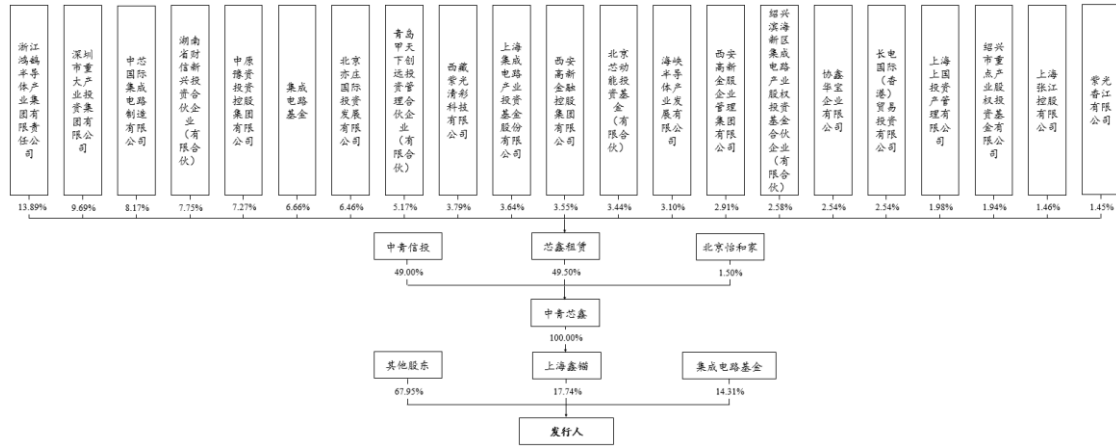 浙江鸿鹄半导体产业集团有限责任公司
深圳市重大产业投资集团有限公司
中芯国际集成电路制造有限公司
湖南省财信新兴投资合伙企业（有限合伙）
中原豫资投资控股集团有限公司
集成电路基金
北京亦庄国际投资发展有限公司
青岛甲天下创远投资管理合伙企业（有限合伙）
西藏紫光清彩科技有限公司
上海集成电路产业投资基金股份有限公司
西安高新金融控股集团有限公司
北京芯动能投资基金（有限合伙）
海峡半导体产业发展有限公司
西安高新企业管理集团有限公司
绍兴滨海新区集成电路产业股权投资基金合伙企业（有限合伙）
协鑫华宝企业有限公司
长电国际（香港）贸易投资有限公司
上海上国投资产管理有限公司
绍兴市重点产业股权投资基金有限公司
上海张江控股有限公司
紫光香江有限公司
13.89% 9.69% 8.17% 7.75% 7.27% 6.66% 6.46% 5.17% 3.79% 3.64% 3.55% 3.44% 3.10% 2.91% 2.58% 2.54% 2.54% 1.98% 1.94% 1.46% 1.45%
中青信投 芯鑫租赁 北京怡和家
49.00% 49.50% 1.50%
中青芯鑫
100.00%
其他股东 上海鑫锚 集成电路基金
67.95% 17.74% 14.31%
发行人